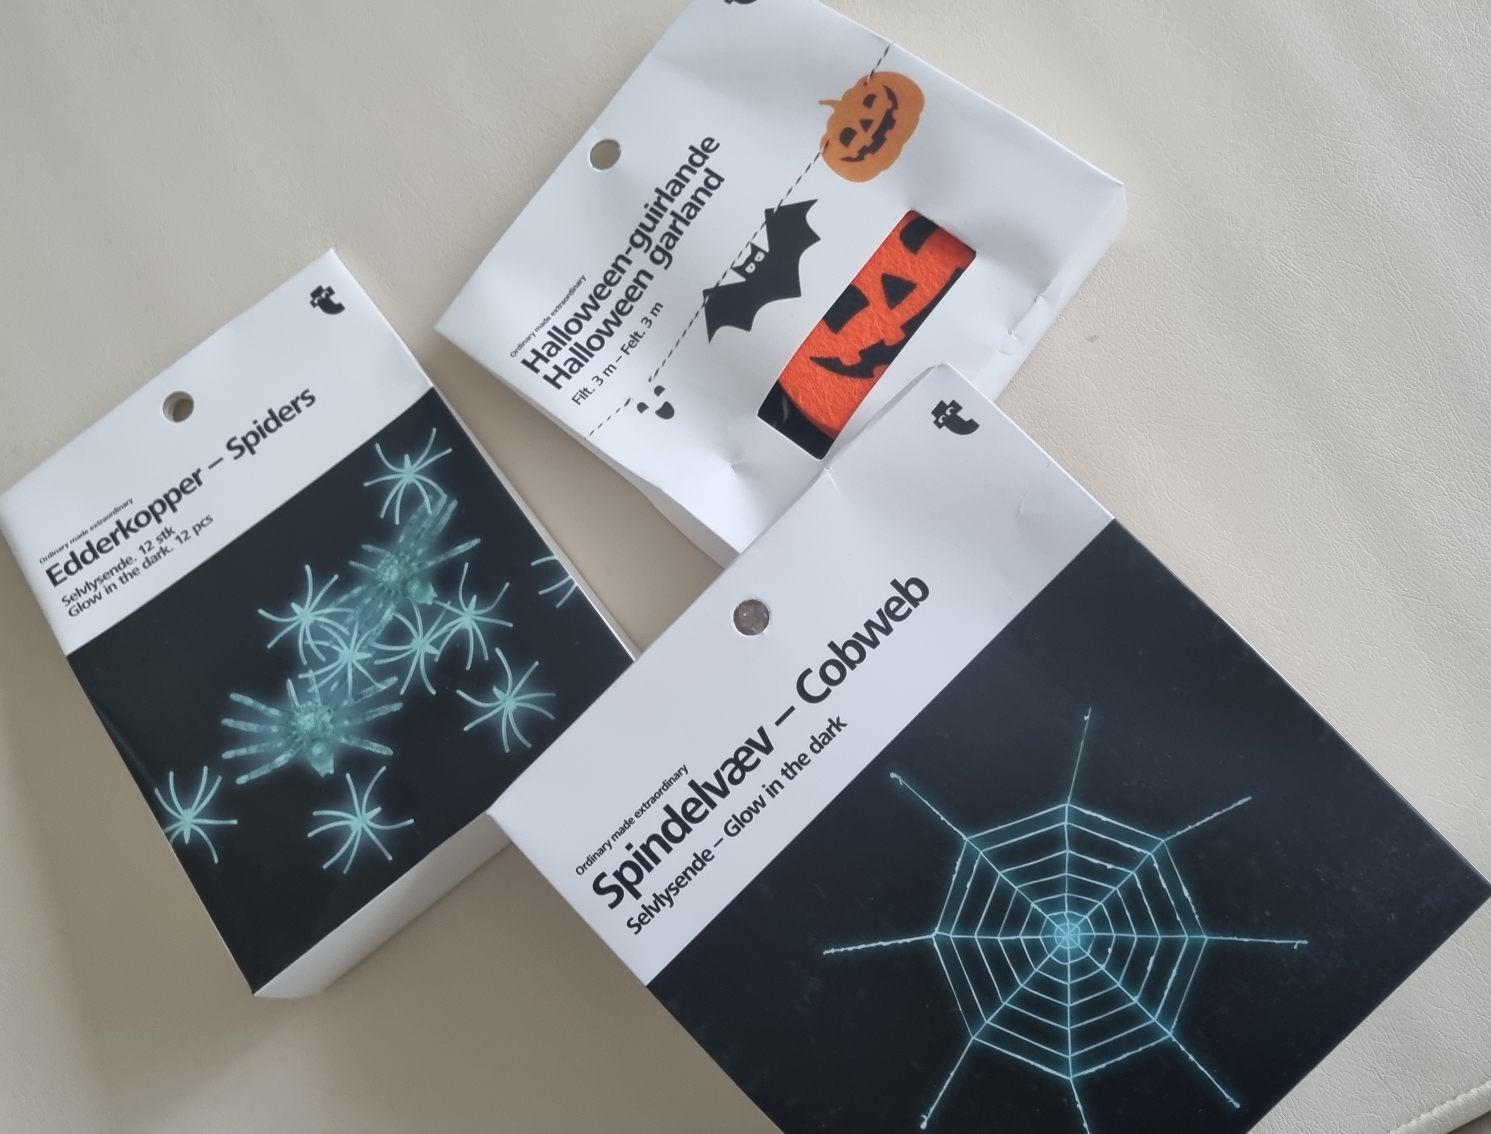 Ordinary made extraordinary
Halloween-guirlande
Halloween garland
Filt. 3 m – Felt. 3 m
Ordinary made extraordinary
Edderkopper – Spiders
Selvlysende. 12 stk
Glow in the dark. 12 pcs
Ordinary made extraordinary
Spindelvæv – Cobweb
Selvlysende – Glow in the dark